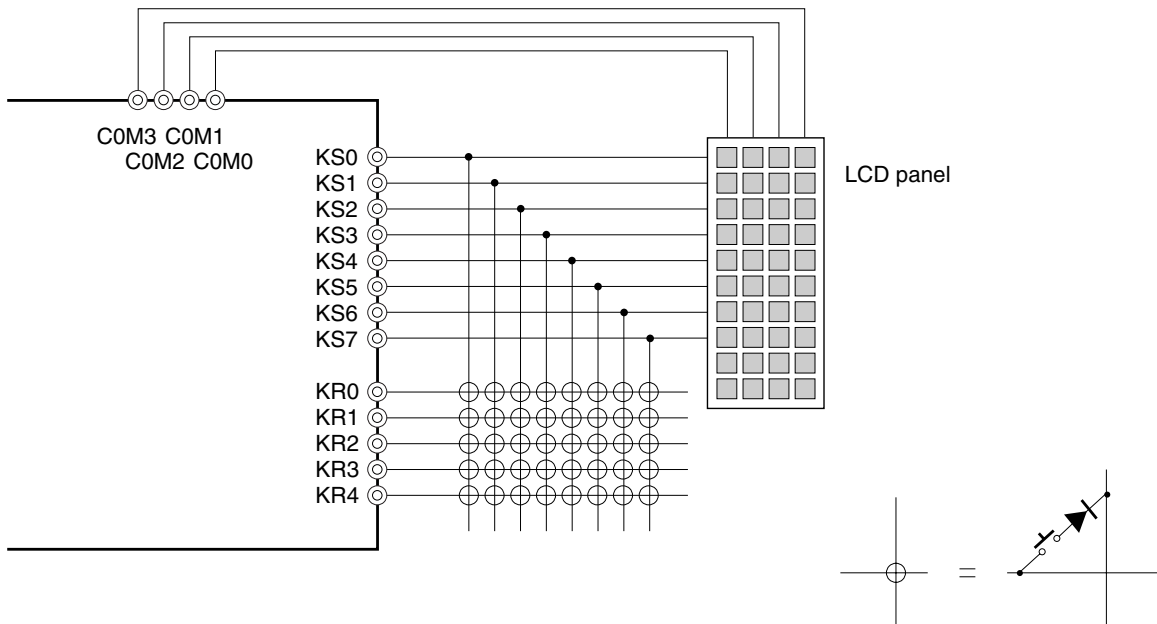 C0M3 C0M1
C0M2 C0M0
KS0
KS1
KS2
KS3
KS4
KS5
KS6
KS7
KR0
KR1
KR2
KR3
KR4
LCD panel
=